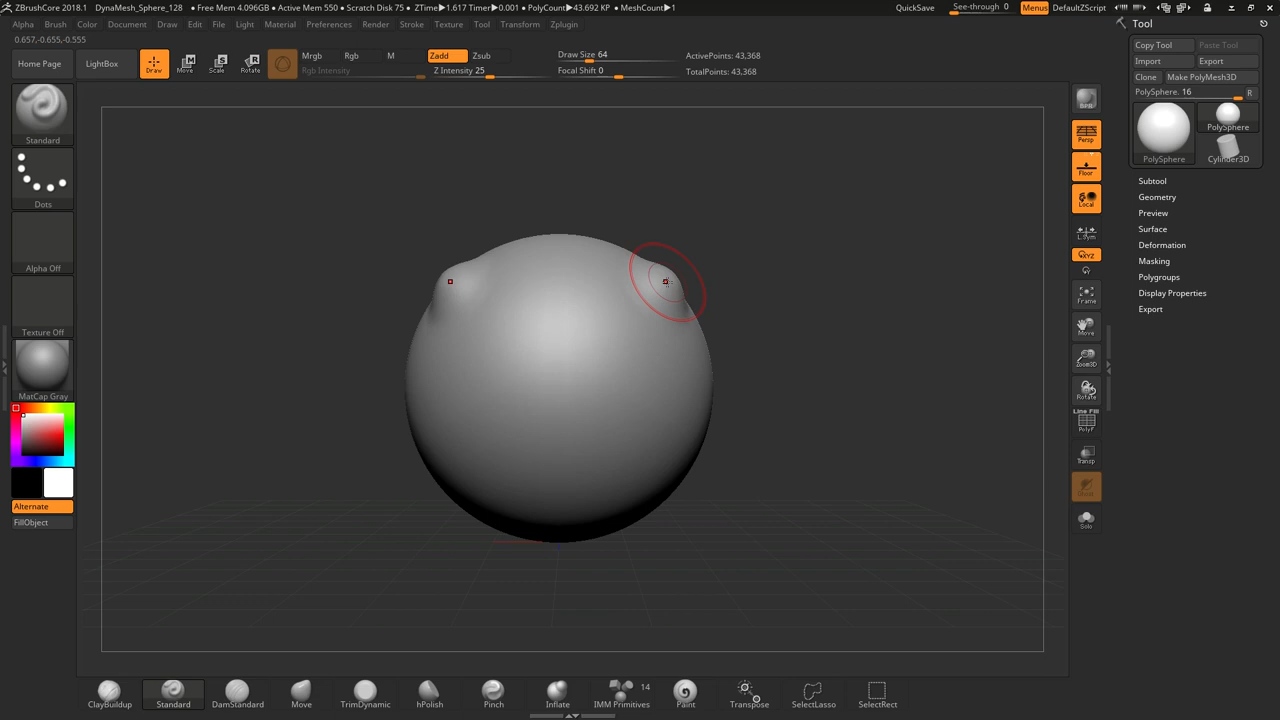 ZBrushCore 2018.1 DynaMesh_Sphere_128 ● Free Mem 4.096GB ● Active Mem 550 ● Scratch Disk 75 ● ZTime▶1.617 Timer▶0.001 ● PolyCount▶43.692 KP ● MeshCount▶1 QuickSave See-through 0 Menus DefaultZScript
Alpha Brush Color Document Draw Edit File Light Material Preferences Render Stroke Texture Tool Transform Zplugin
Tool
0.657,-0.655,-0.555
Home Page
LightBox
Draw
Move
Scale
Rotate
Mrgb Rgb M
Rgb Intensity
Zadd Zsub
Z Intensity 25
Draw Size 64
Focal Shift 0
ActivePoints: 43,368
TotalPoints: 43,368
Standard
Dots
Alpha Off
Texture Off
MatCap Gray
Alternate
FillObject
BPR
Persp
Floor
Local
L.Sym
XYZ
Frame
Move
Zoom3D
Rotate
Line Fill
PolyF
Transp
Solo
Copy Tool Paste Tool
Import Export
Clone Make PolyMesh3D
PolySphere. 16 R
PolySphere
PolySphere
Cylinder3D
Subtool
Geometry
Preview
Surface
Deformation
Masking
Polygroups
Display Properties
Export
ClayBuildup
Standard
DamStandard
Move
TrimDynamic
hPolish
Pinch
Inflate
IMM Primitives 14
Paint
Transpose
SelectLasso
SelectRect